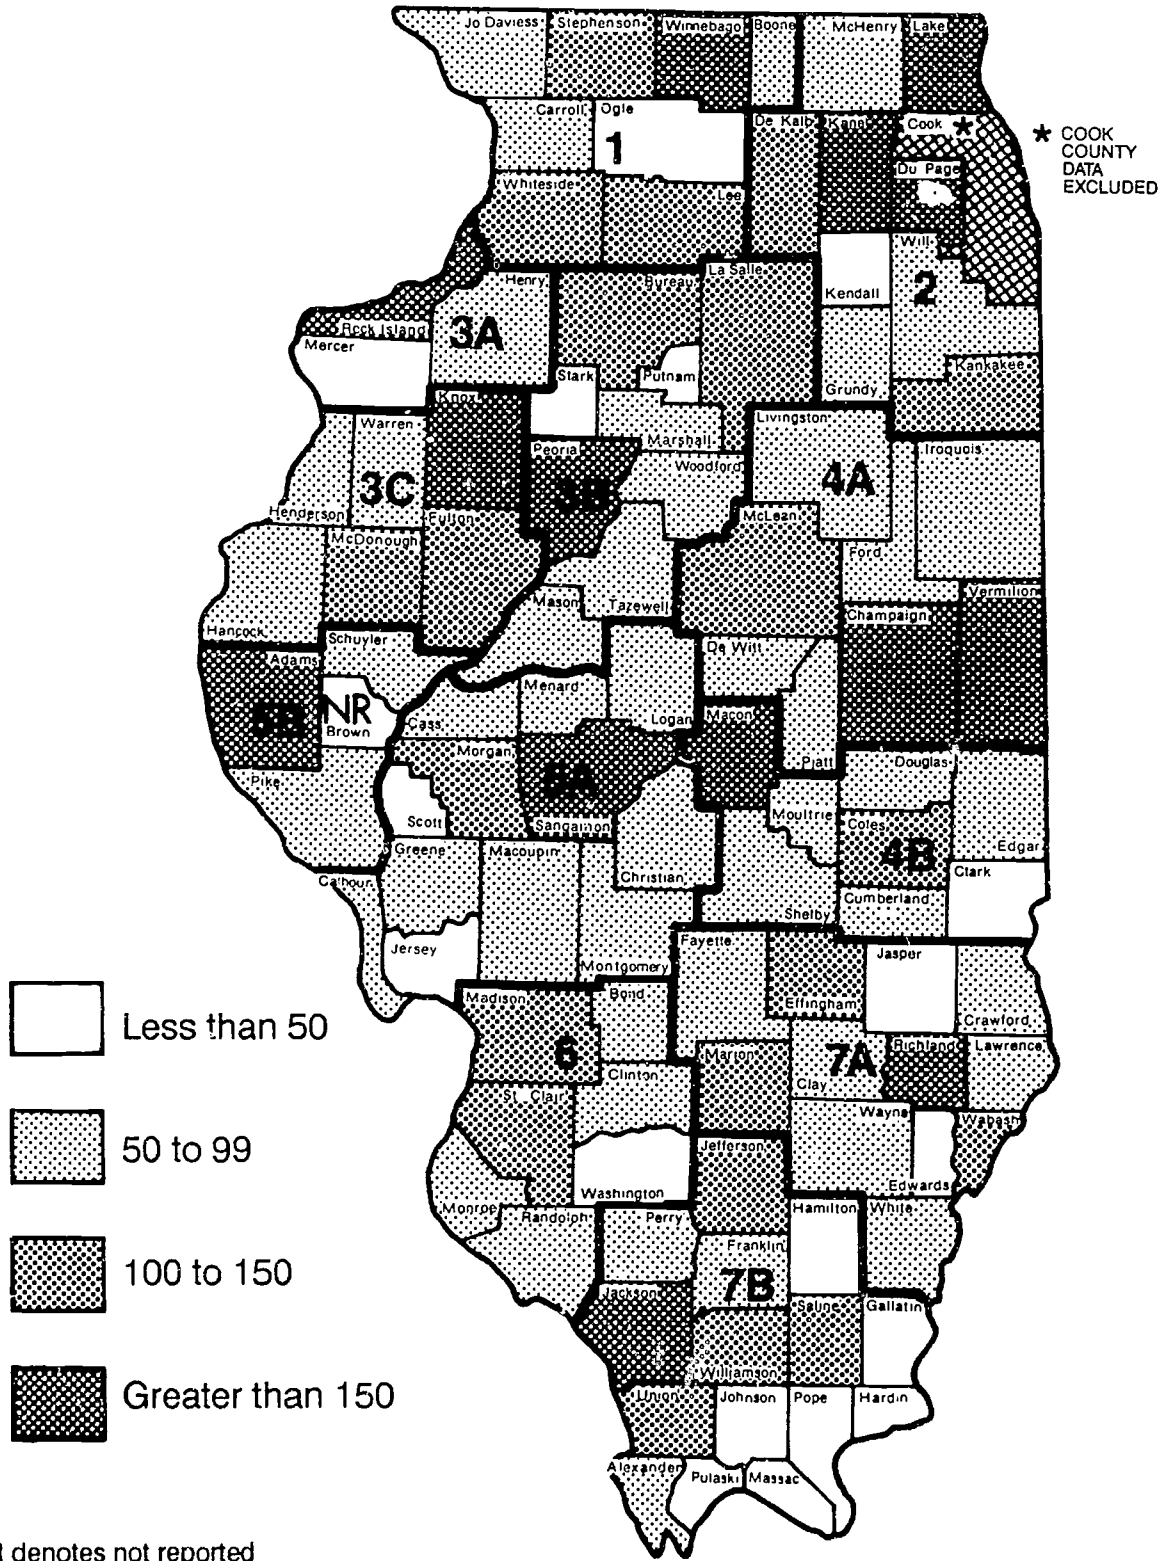 Jo Daviess
Stephenson
Winnebago
Boone
McHenry
Lake
Carroll
Ogle
1
De Kalb
Kane
Cook *
* COOK
COUNTY
DATA
EXCLUDED
Du Page
Whiteside
Lee
Will
2
Kendall
La Salle
Henry
Bureau
3A
Rock Island
Mercer
Stark
Putnam
Grundy
Kankakee
Knox
Warren
Marshall
Livingston
Peoria
Woodford
Iroquois
3C
3B
4A
Henderson
Fulton
McLean
McDonough
Ford
Mason
Tazewell
Vermilion
Champaign
Hancock
Schuyler
De Witt
Adams
Menard
NR
Brown
5B
Cass
Logan
Macon
Morgan
Piatt
Douglas
Pike
5A
Scott
Sangamon
Moultrie
Coles
Edgar
Greene
Macoupin
4B
Christian
Clark
Calhoun
Cumberland
Shelby
Jersey
Fayette
Jasper
Montgomery
Madison
Bond
Effingham
Crawford
Less than 50
6
Marion
7A
Richland
Lawrence
Clinton
Clay
St. Clair
Wayne
Wabash
50 to 99
Jefferson
Edwards
Washington
Monroe
Randolph
Perry
Hamilton
White
Franklin
100 to 150
7B
Jackson
Saline
Gallatin
Williamson
Greater than 150
Union
Johnson
Pope
Hardin
Alexander
Pulaski
Massac
denotes not reported